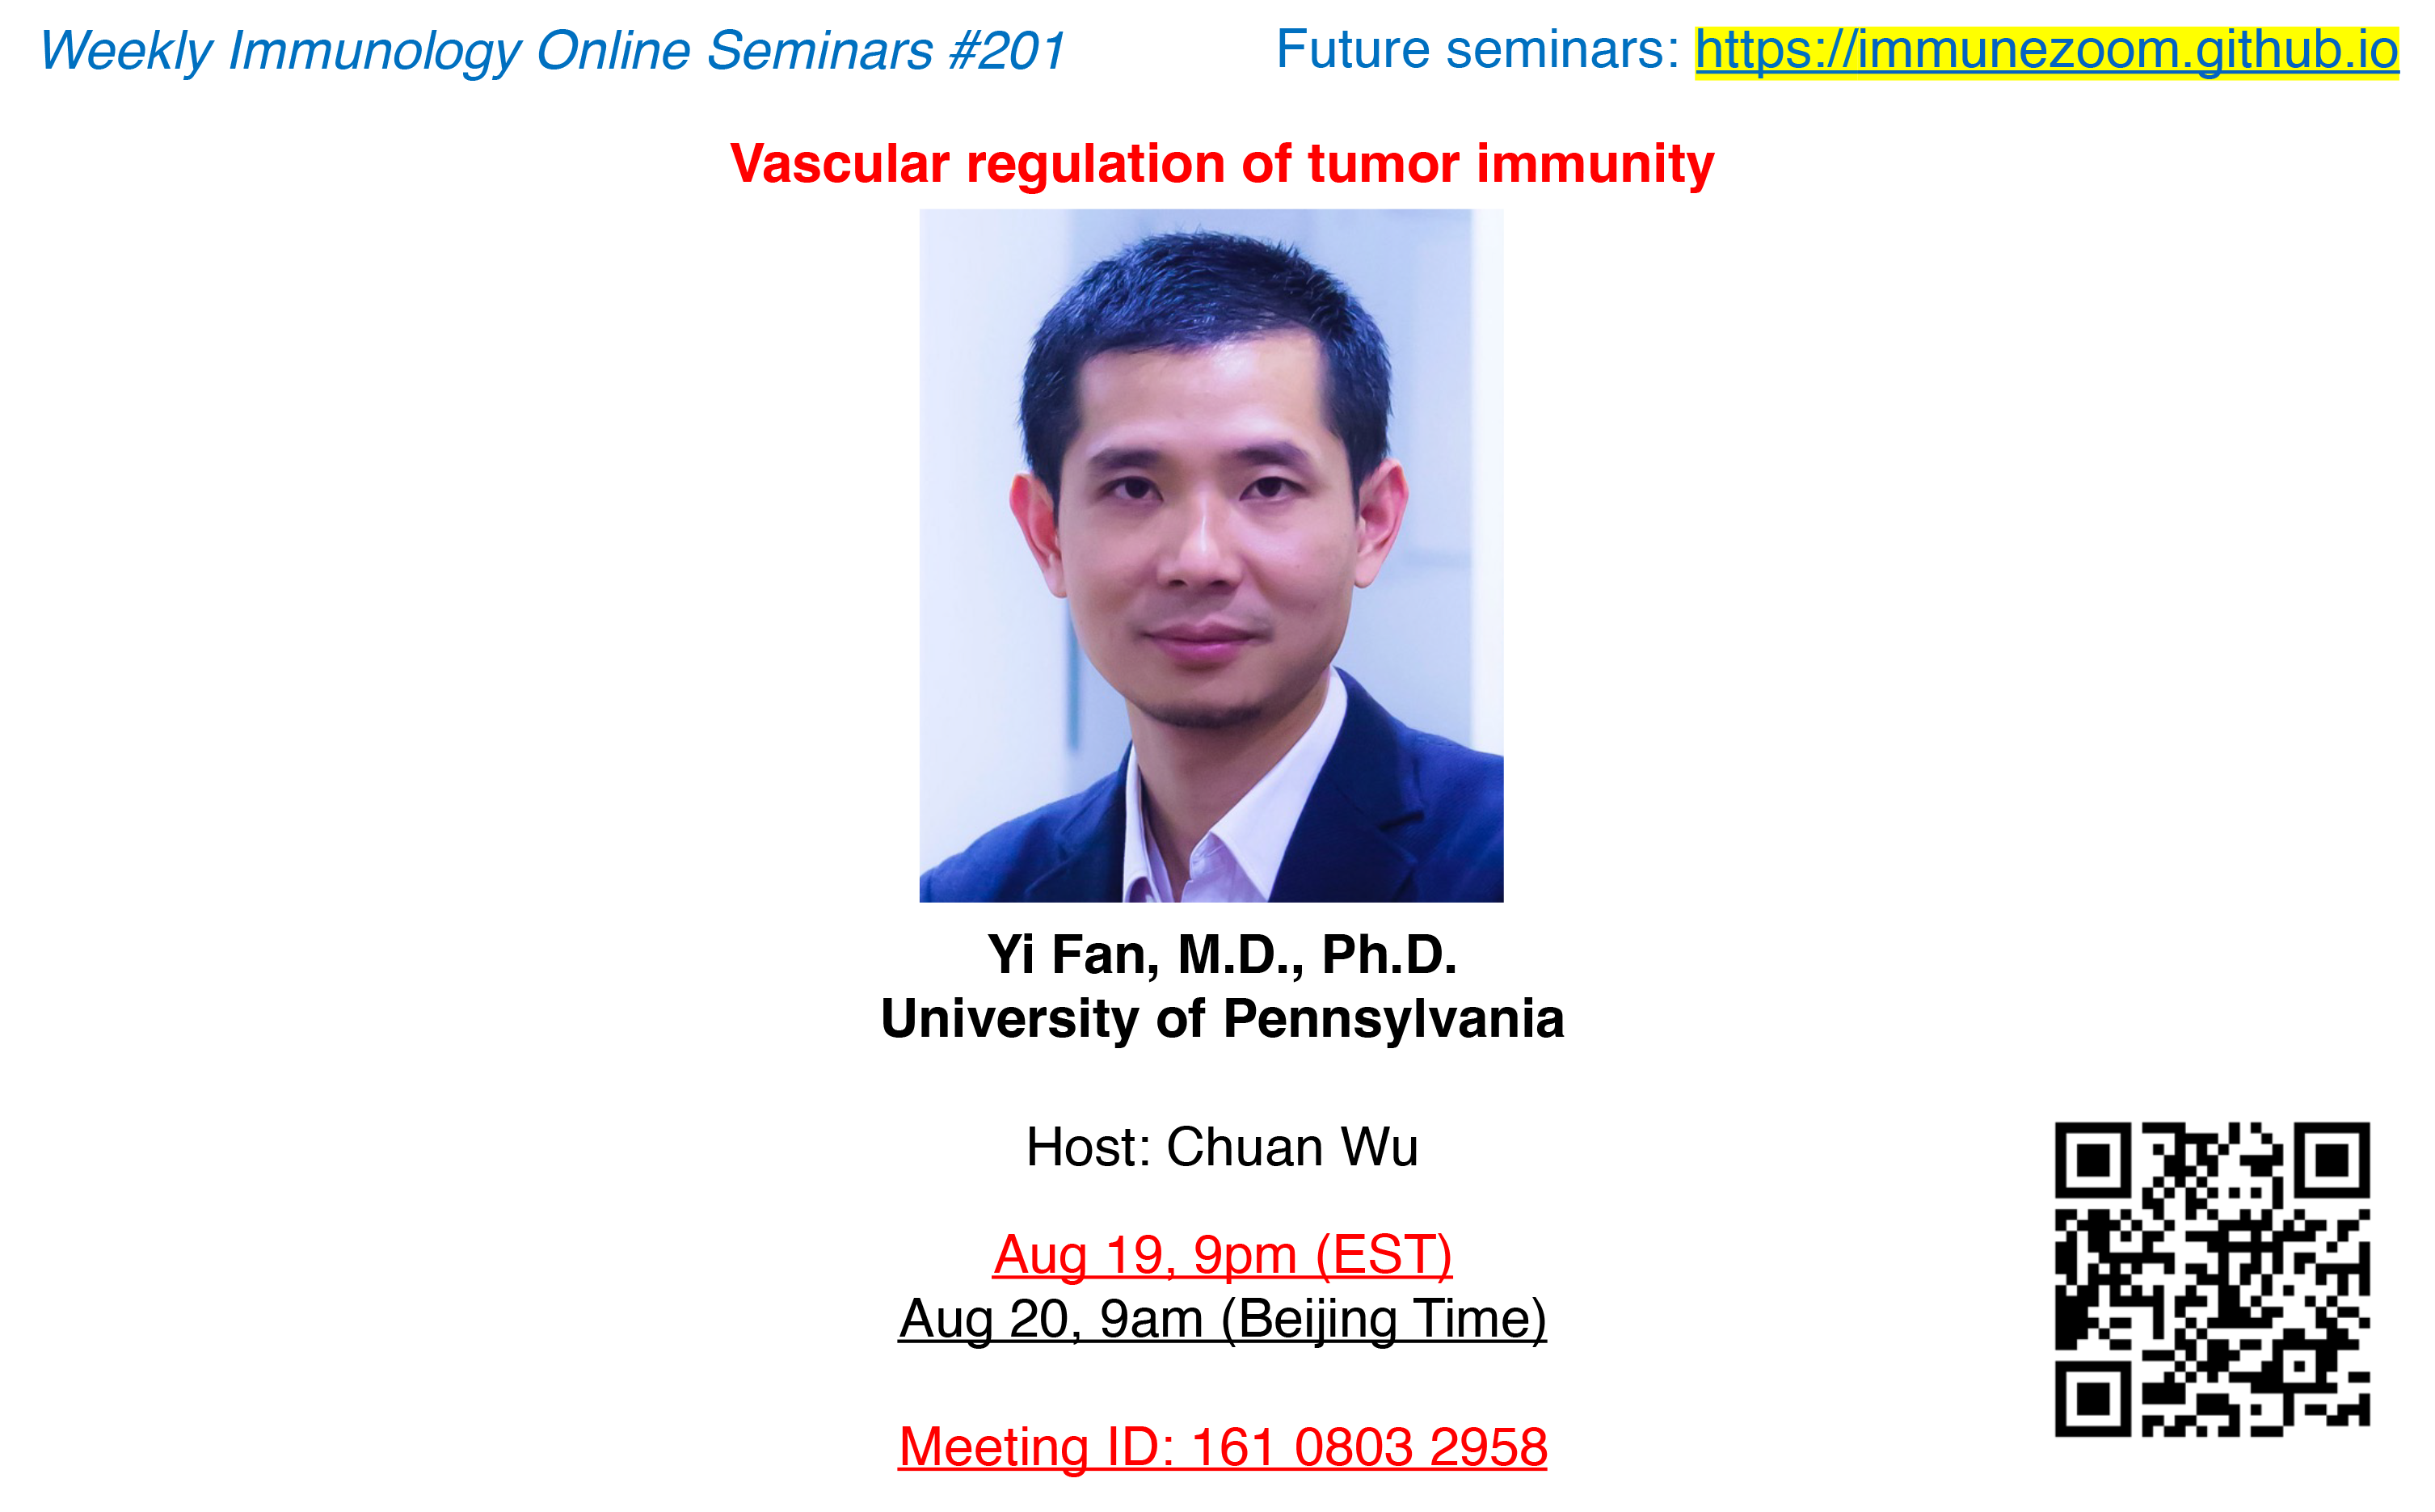 Weekly Immunology Online Seminars #201
Future seminars: https://immunezoom.github.io
Vascular regulation of tumor immunity
Yi Fan, M.D., Ph.D.
University of Pennsylvania
Host: Chuan Wu
Aug 19, 9pm (EST)
Aug 20, 9am (Beijing Time)
Meeting ID: 161 0803 2958